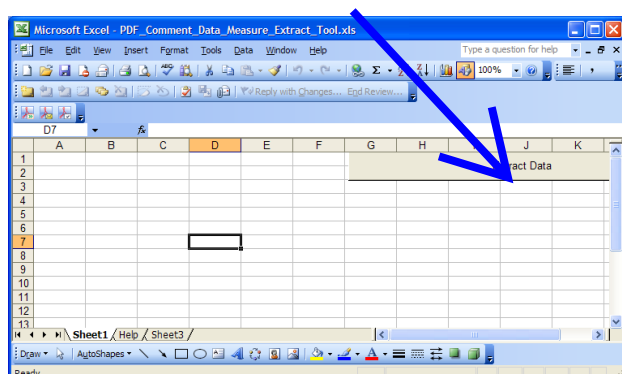 Microsoft Excel - PDF_Comment_Data_Measure_Extract_Tool.xls
File Edit View Insert Format Tools Data Window Help Type a question for help
100%
Reply with Changes... End Review...
D7 fx
A B C D E F G H J K
1
2
ract Data
3
4
5
6
7
8
9
10
11
12
13
Sheet1 / Help / Sheet3 /
Draw AutoShapes
Ready